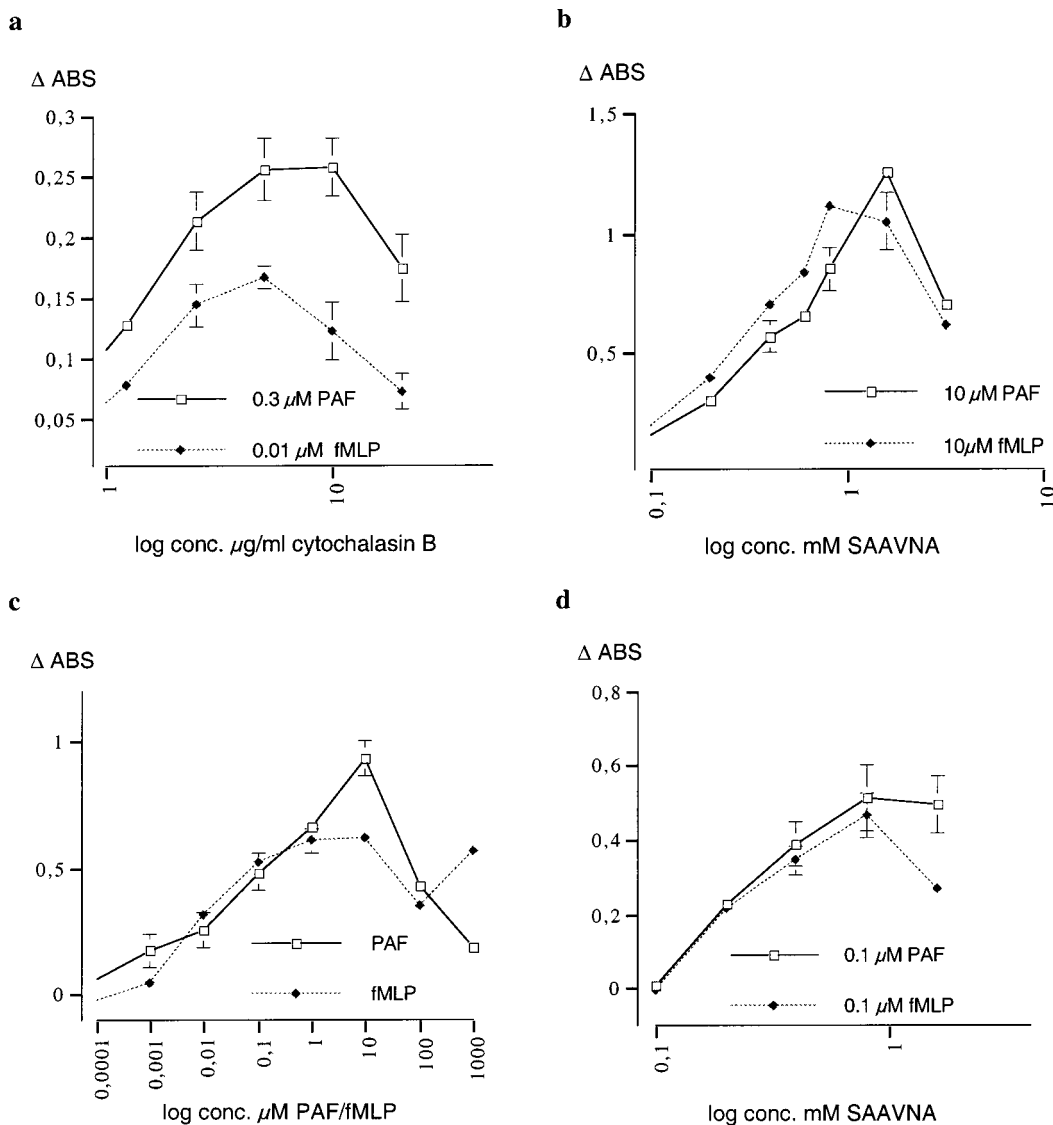 a
Δ ABS
0,3
0,25
0,2
0,15
0,1
0,05
0.3 μM PAF
0.01 μM fMLP
1
10
log conc. μg/ml cytochalasin B
b
Δ ABS
1,5
1
0,5
10 μM PAF
10μM fMLP
0,1
1
10
log conc. mM SAAVNA
c
Δ ABS
1
0,5
0
PAF
fMLP
0,0001
0,001
0,01
0,1
1
10
100
1000
log conc. μM PAF/fMLP
d
Δ ABS
0,8
0,6
0,4
0,2
0
0.1 μM PAF
0.1 μM fMLP
0,1
1
log conc. mM SAAVNA